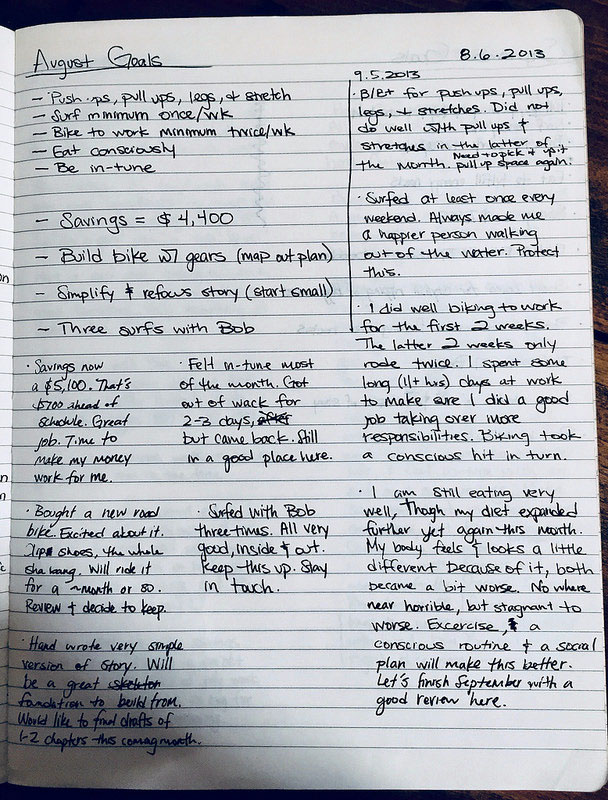 August Goals
8.6.2013
- Push-ups, pull ups, legs, & stretch
- Surf minimum once/wk
- Bike to work minimum twice/wk
- Eat consciously
- Be in-tune
- Savings = $4,400
- Build bike w/ gears (map out plan)
- Simplify & refocus story (start small)
- Three surfs with Bob
· Savings now
a $5,100. That's
$700 ahead of
schedule. Great
job. Time to
make my money
work for me.
· Bought a new road
bike. Excited about it.
Clips, shoes, the whole
shabang. Will ride it
for a ~month or so.
Review & decide to keep.
· Hand wrote very simple
version of story. Will
be a great skeleton
foundation to build from.
Would like to final drafts of
1-2 chapters this coming month.
· Felt in-tune most
of the month. Got
out of wack for
2-3 days, after
but came back. Still
in a good place here.
· Surfed with Bob
three times. All very
good, inside & out.
Keep this up. Stay
in touch.
9.5.2013
· B/B+ for push ups, pull ups,
legs, & stretches. Did not
do well with pull ups &
stretches in the latter of
the month. Need to pick & up it
pull up space again.
· Surfed at least once every
weekend. Always made me
a happier person walking
out of the water. Protect
this.
· I did well biking to work
for the first 2 weeks.
The latter 2 weeks only
rode twice. I spent some
long (11+ hrs) days at work
to make sure I did a good
job taking over more
responsibilities. Biking took
a conscious hit in turn.
· I am still eating very
well, though my diet expanded
further yet again this month.
My body feels & looks a little
different because of it, both
became a bit worse. No where
near horrible, but stagnant to
worse. Excercise, & a
conscious routine & a social
plan will make this better.
Let's finish September with a
good review here.